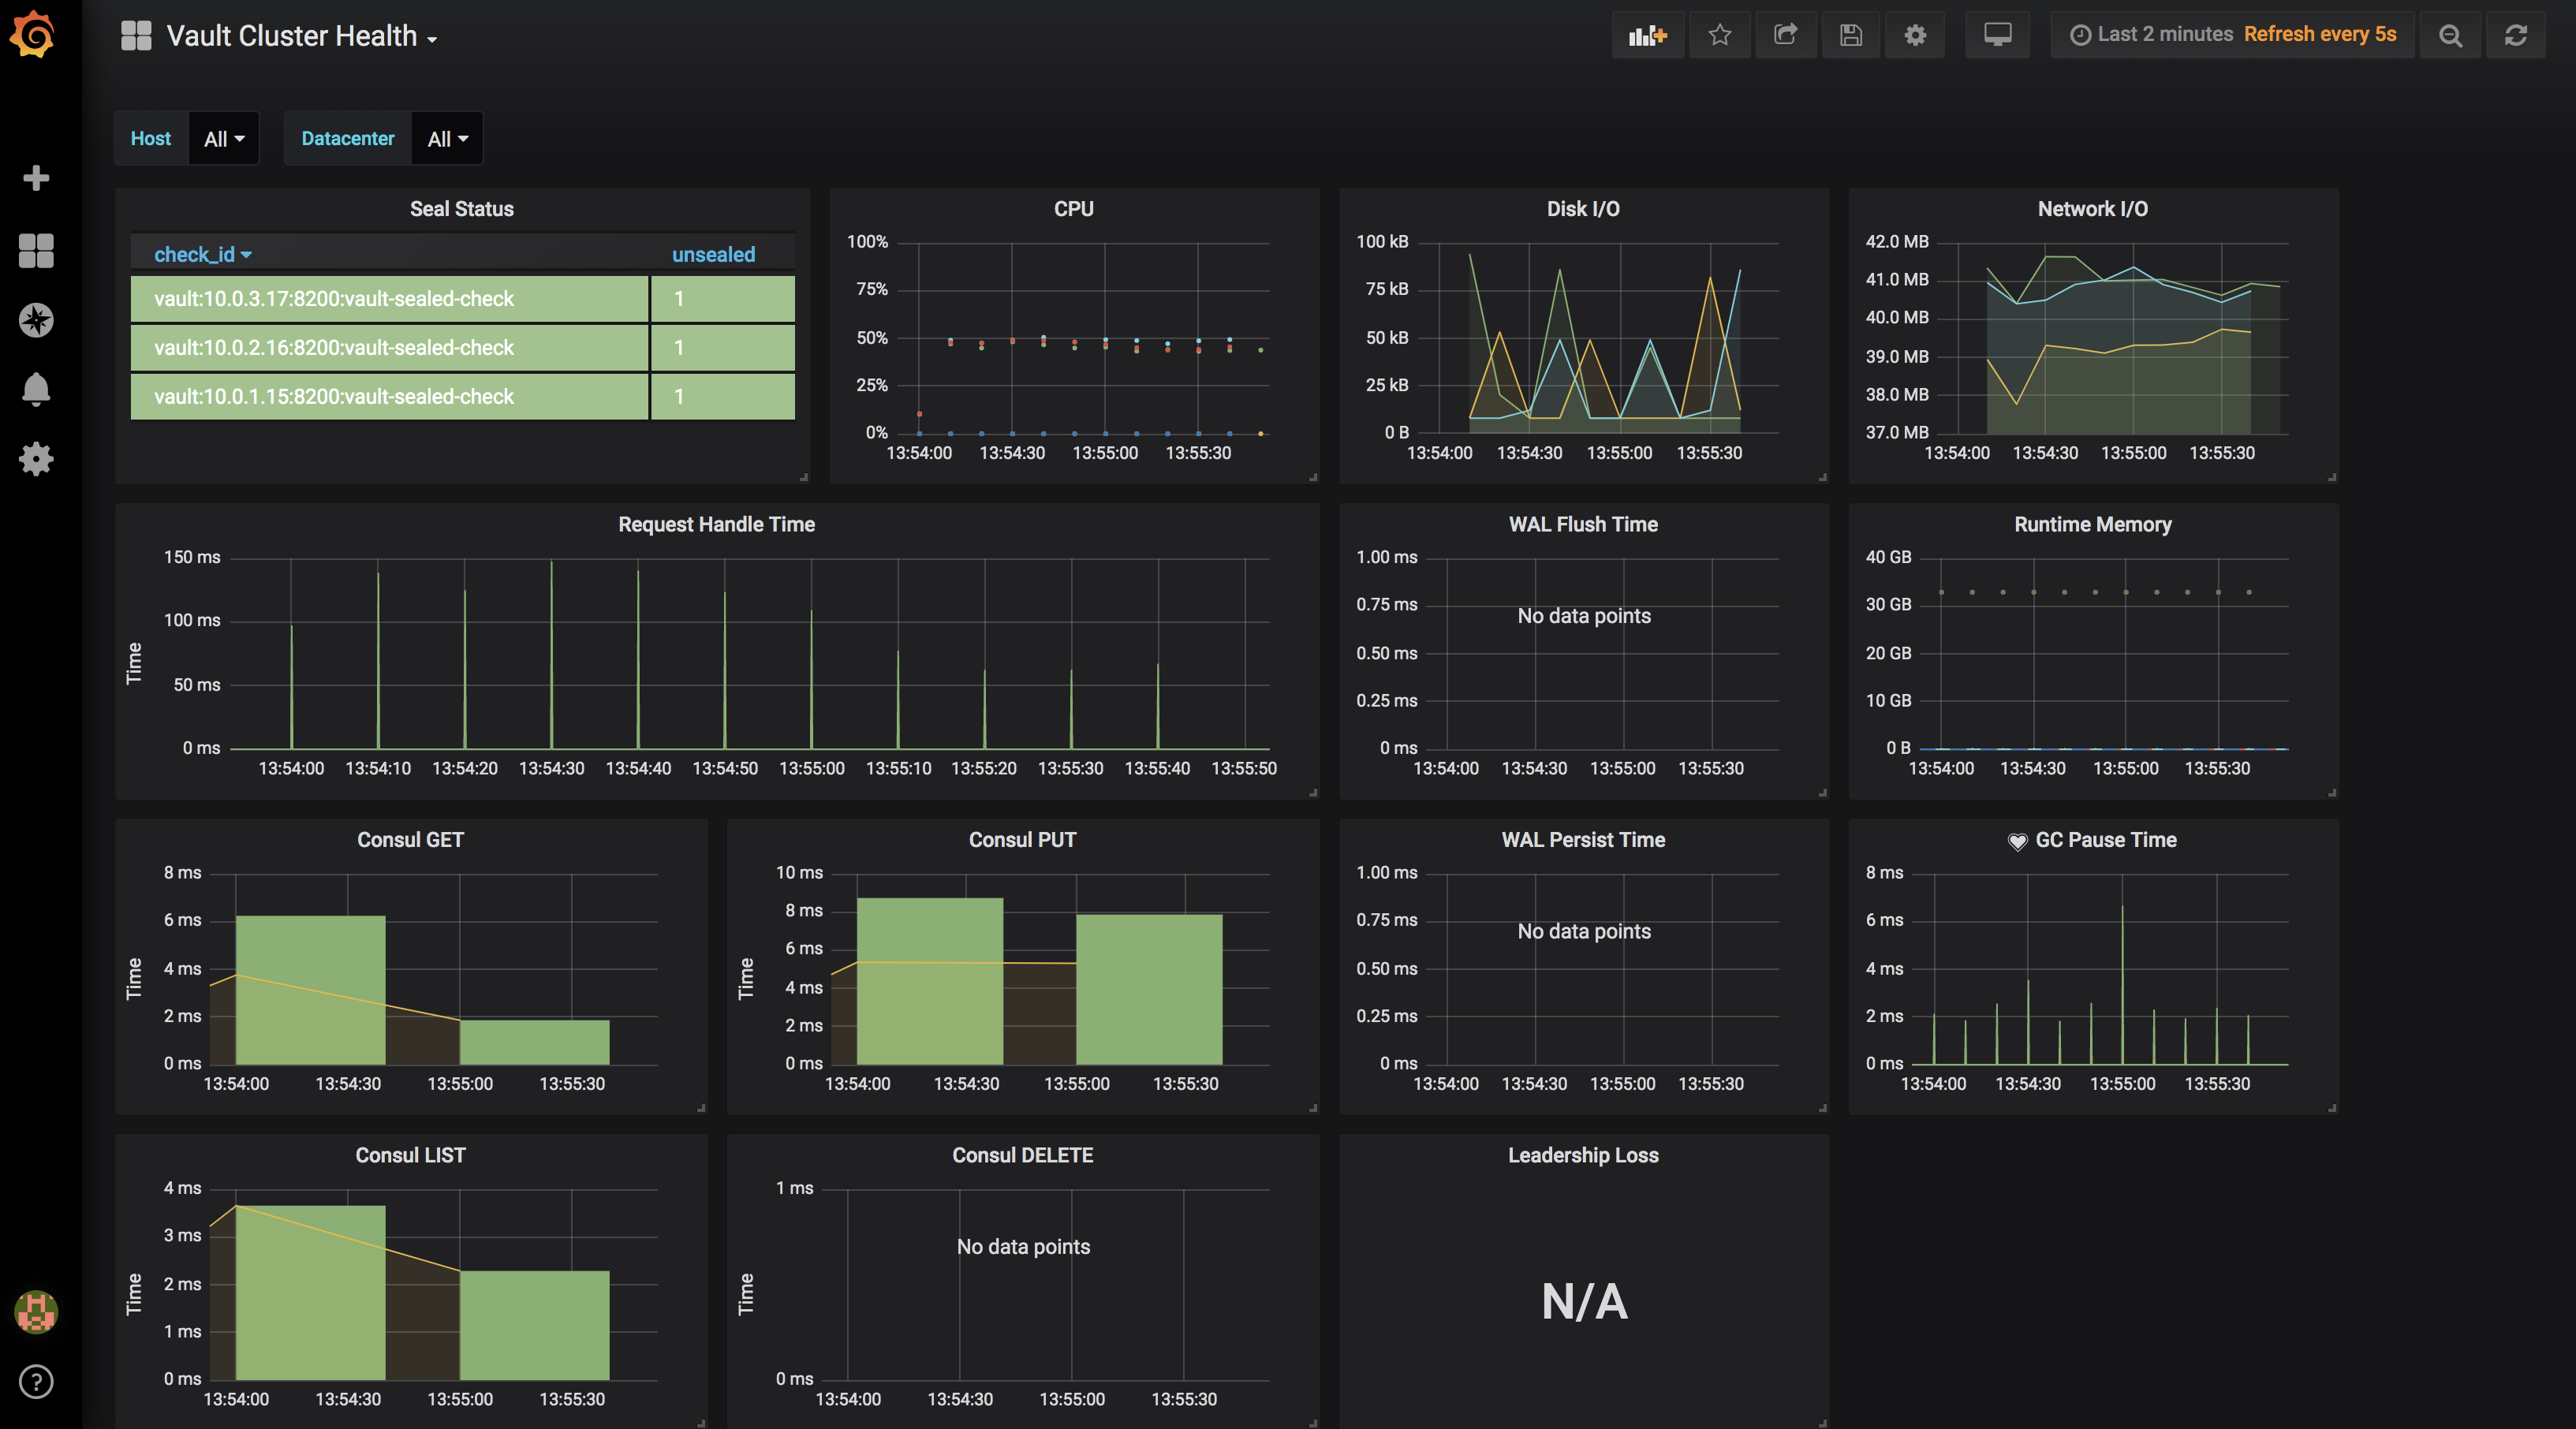 Vault Cluster Health
Last 2 minutes Refresh every 5s
Host All Datacenter All
Seal Status
check_id unsealed
vault:10.0.3.17:8200:vault-sealed-check 1
vault:10.0.2.16:8200:vault-sealed-check 1
vault:10.0.1.15:8200:vault-sealed-check 1
CPU
100%
75%
50%
25%
0%
13:54:00 13:54:30 13:55:00 13:55:30
Disk I/O
100 kB
75 kB
50 kB
25 kB
0 B
13:54:00 13:54:30 13:55:00 13:55:30
Network I/O
42.0 MB
41.0 MB
40.0 MB
39.0 MB
38.0 MB
37.0 MB
13:54:00 13:54:30 13:55:00 13:55:30
Request Handle Time
Time
150 ms
100 ms
50 ms
0 ms
13:54:00 13:54:10 13:54:20 13:54:30 13:54:40 13:54:50 13:55:00 13:55:10 13:55:20 13:55:30 13:55:40 13:55:50
WAL Flush Time
1.00 ms
0.75 ms
No data points
0.50 ms
0.25 ms
0 ms
13:54:00 13:54:30 13:55:00 13:55:30
Runtime Memory
40 GB
30 GB
20 GB
10 GB
0 B
13:54:00 13:54:30 13:55:00 13:55:30
Consul GET
Time
8 ms
6 ms
4 ms
2 ms
0 ms
13:54:00 13:54:30 13:55:00 13:55:30
Consul PUT
Time
10 ms
8 ms
6 ms
4 ms
2 ms
0 ms
13:54:00 13:54:30 13:55:00 13:55:30
WAL Persist Time
1.00 ms
0.75 ms
No data points
0.50 ms
0.25 ms
0 ms
13:54:00 13:54:30 13:55:00 13:55:30
GC Pause Time
8 ms
6 ms
4 ms
2 ms
0 ms
13:54:00 13:54:30 13:55:00 13:55:30
Consul LIST
Time
4 ms
3 ms
2 ms
1 ms
0 ms
13:54:00 13:54:30 13:55:00 13:55:30
Consul DELETE
Time
1 ms
No data points
0 ms
13:54:00 13:54:30 13:55:00 13:55:30
Leadership Loss
N/A